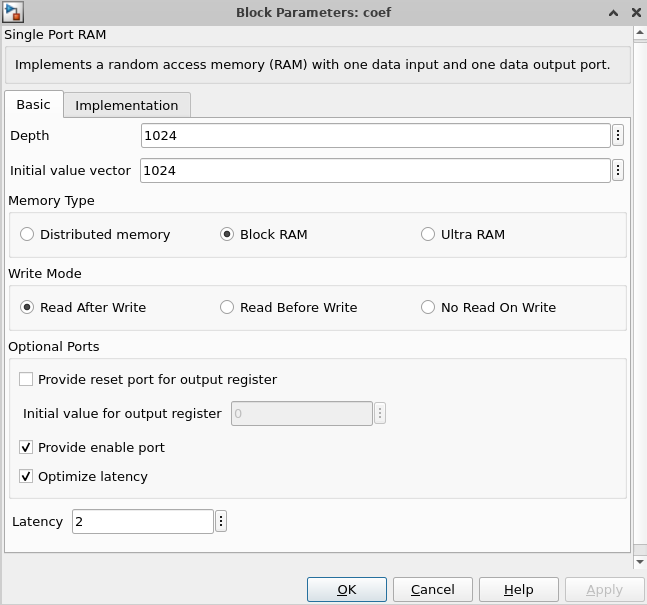 Block Parameters: coef
Single Port RAM
Implements a random access memory (RAM) with one data input and one data output port.
Basic Implementation
Depth 1024
Initial value vector 1024
Memory Type
Distributed memory Block RAM Ultra RAM
Write Mode
Read After Write Read Before Write No Read On Write
Optional Ports
Provide reset port for output register
Initial value for output register 0
Provide enable port
Optimize latency
Latency 2
OK Cancel Help Apply